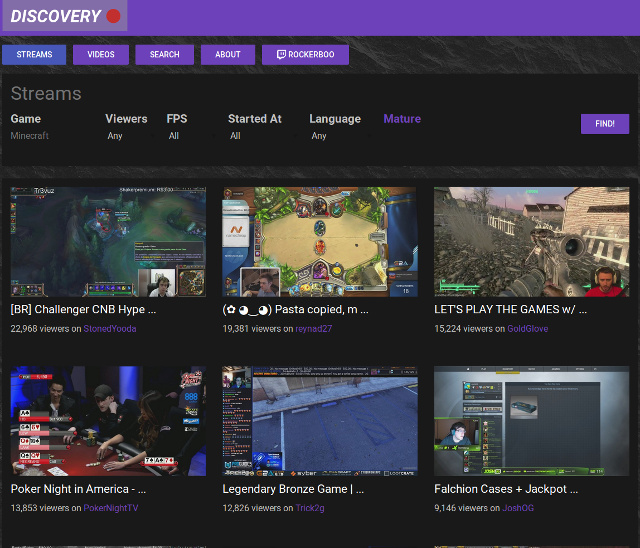 DISCOVERY
STREAMS VIDEOS SEARCH ABOUT ROCKERBOO
Streams
Game Viewers FPS Started At Language Mature
Minecraft Any All All Any FIND!
Tr3vuz
[BR] Challenger CNB Hype ... (✿ ◕‿◕) Pasta copied, m ... LET'S PLAY THE GAMES w/ ...
22,968 viewers on StonedYooda 19,381 viewers on reynad27 15,224 viewers on GoldGlove
888
Poker Night in America - ... Legendary Bronze Game | ... Falchion Cases + Jackpot ...
13,853 viewers on PokerNightTV 12,826 viewers on Trick2g 9,146 viewers on JoshOG